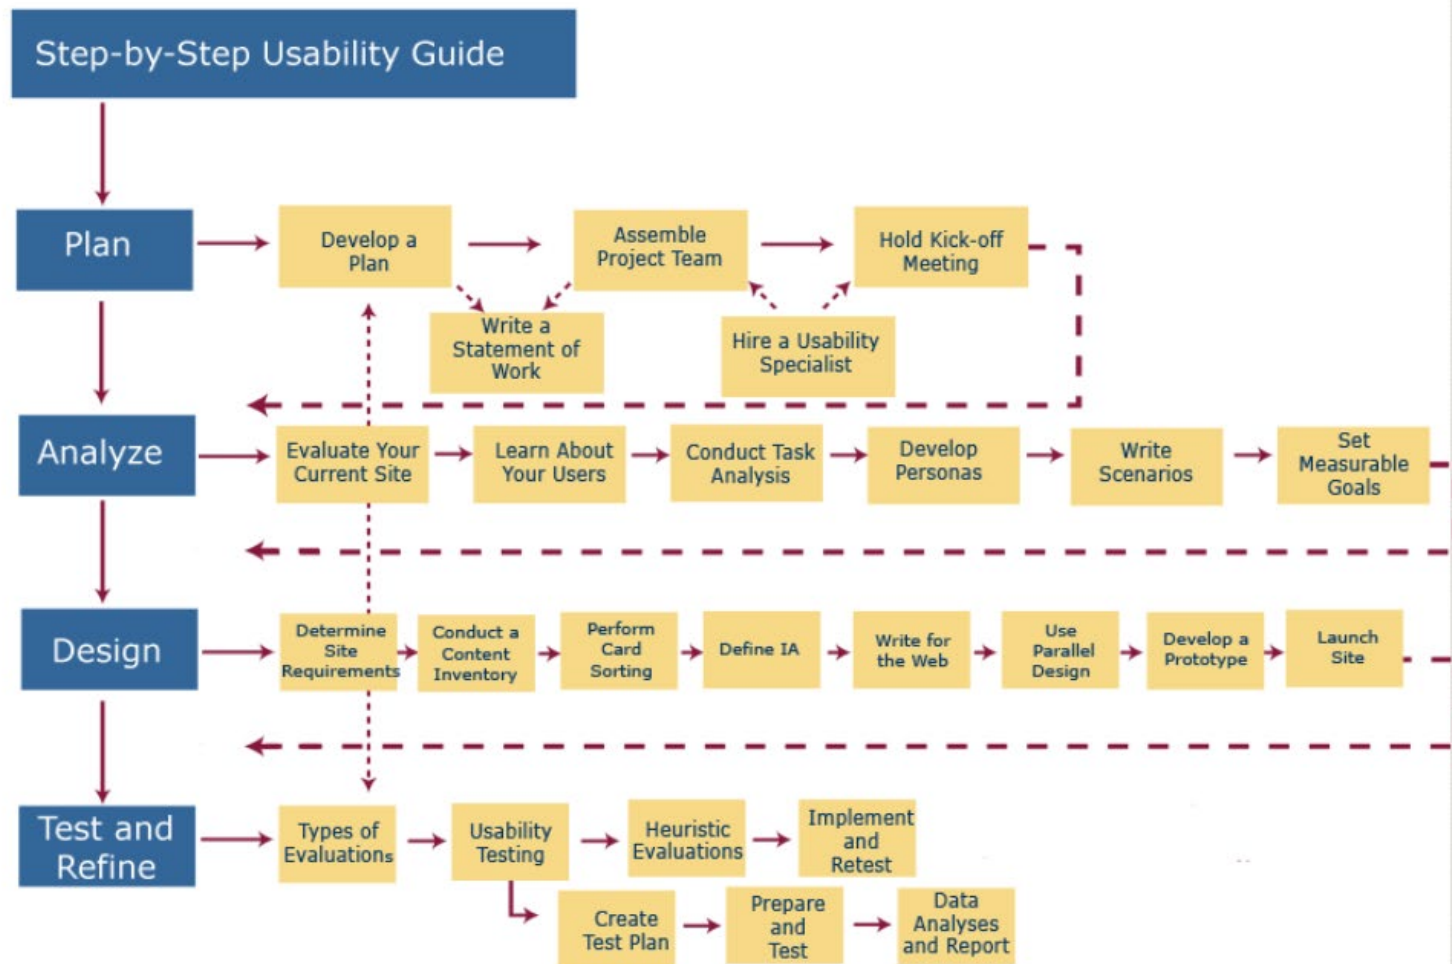 Step-by-Step Usability Guide
Plan
Develop a
Plan
Assemble
Project Team
Hold Kick-off
Meeting
Write a
Statement of
Work
Hire a Usability
Specialist
Analyze
Evaluate Your
Current Site
Learn About
Your Users
Conduct Task
Analysis
Develop
Personas
Write
Scenarios
Set
Measurable
Goals
Design
Determine
Site
Requirements
Conduct a
Content
Inventory
Perform
Card
Sorting
Define IA
Write for
the Web
Use
Parallel
Design
Develop a
Prototype
Launch
Site
Test and
Refine
Types of
Evaluations
Usability
Testing
Heuristic
Evaluations
Implement
and
Retest
Create
Test Plan
Prepare
and
Test
Data
Analyses
and Report